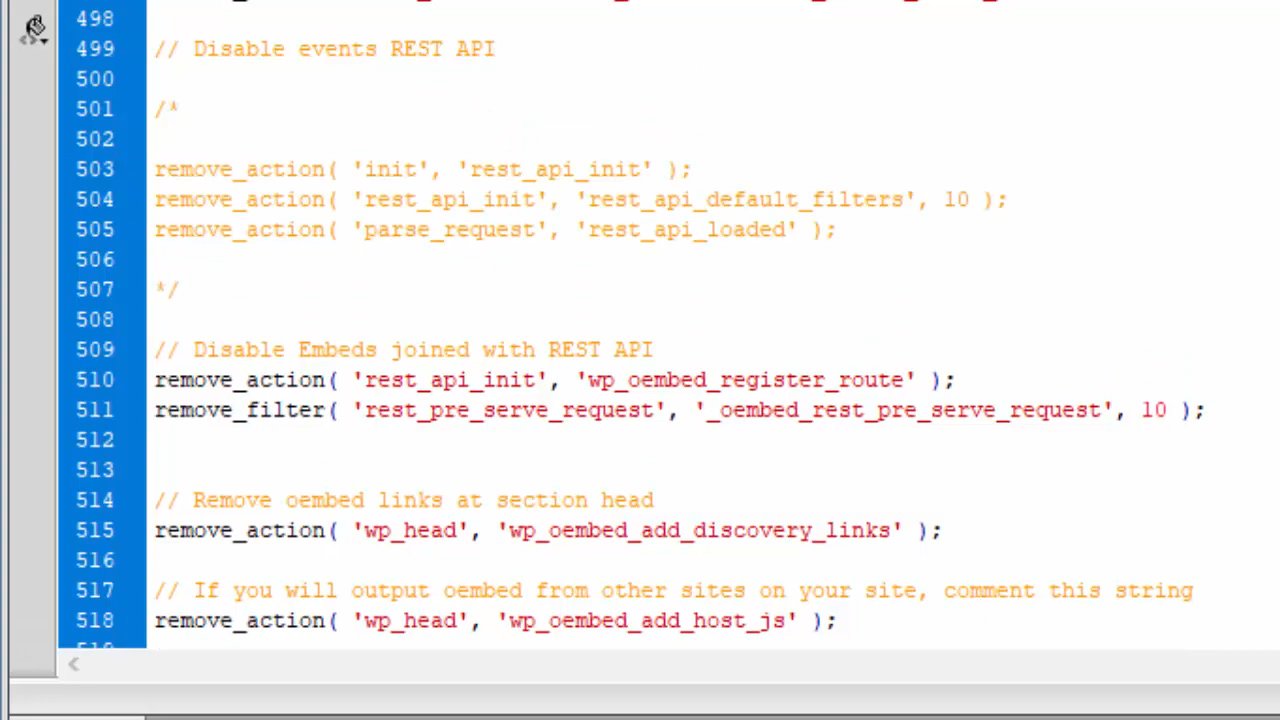 498
499 // Disable events REST API
500
501 /*
502
503 remove_action( 'init', 'rest_api_init' );
504 remove_action( 'rest_api_init', 'rest_api_default_filters', 10 );
505 remove_action( 'parse_request', 'rest_api_loaded' );
506
507 */
508
509 // Disable Embeds joined with REST API
510 remove_action( 'rest_api_init', 'wp_oembed_register_route' );
511 remove_filter( 'rest_pre_serve_request', '_oembed_rest_pre_serve_request', 10 );
512
513
514 // Remove oembed links at section head
515 remove_action( 'wp_head', 'wp_oembed_add_discovery_links' );
516
517 // If you will output oembed from other sites on your site, comment this string
518 remove_action( 'wp_head', 'wp_oembed_add_host_js' );